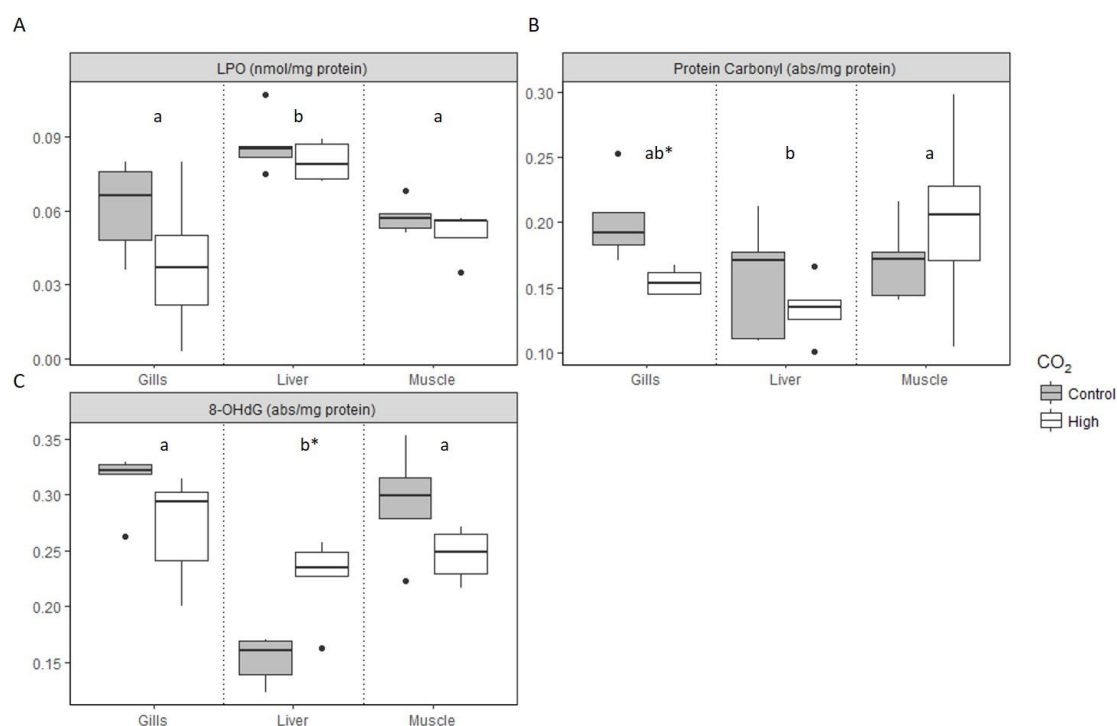 A
LPO (nmol/mg protein)
a
b
a
0.09
0.06
0.03
0.00
Gills
Liver
Muscle
B
Protein Carbonyl (abs/mg protein)
0.30
0.25
0.20
0.15
0.10
ab*
b
a
Gills
Liver
Muscle
C
8-OHdG (abs/mg protein)
a
b*
a
0.35
0.30
0.25
0.20
0.15
Gills
Liver
Muscle
CO₂
Control
High